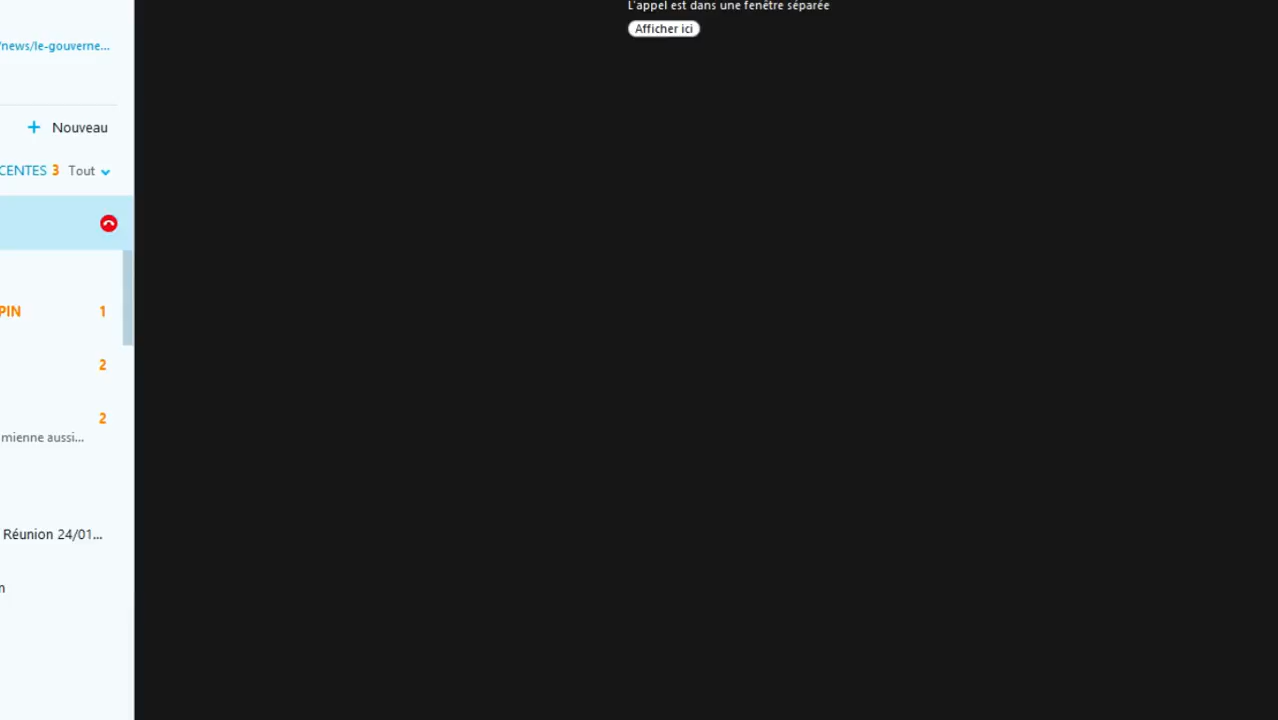 L'appel est dans une fenêtre séparée
Afficher ici
/news/le-gouverne...
+ Nouveau
CENTES 3 Tout
PIN 1
2
2
mienne aussi...
Réunion 24/01...